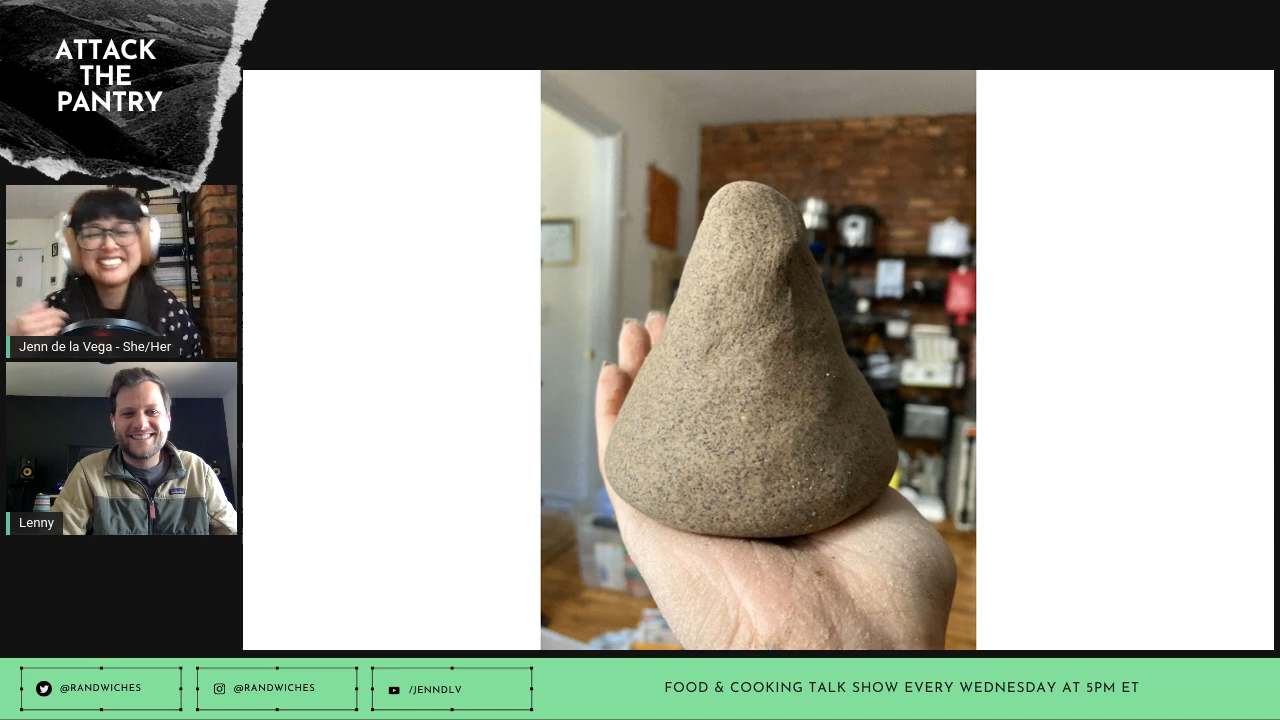 ATTACK
THE
PANTRY
Jenn de la Vega - She/Her
Lenny
@RANDWICHES
@RANDWICHES
/JENNDLV
FOOD & COOKING TALK SHOW EVERY WEDNESDAY AT 5PM ET